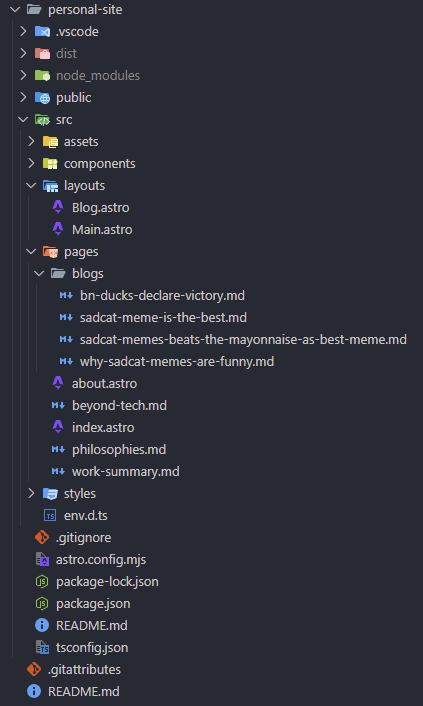 personal-site
.vscode
dist
node_modules
public
src
assets
components
layouts
Blog.astro
Main.astro
pages
blogs
bn-ducks-declare-victory.md
sadcat-meme-is-the-best.md
sadcat-memes-beats-the-mayonnaise-as-best-meme.md
why-sadcat-memes-are-funny.md
about.astro
beyond-tech.md
index.astro
philosophies.md
work-summary.md
styles
env.d.ts
.gitignore
astro.config.mjs
package-lock.json
package.json
README.md
tsconfig.json
.gitattributes
README.md